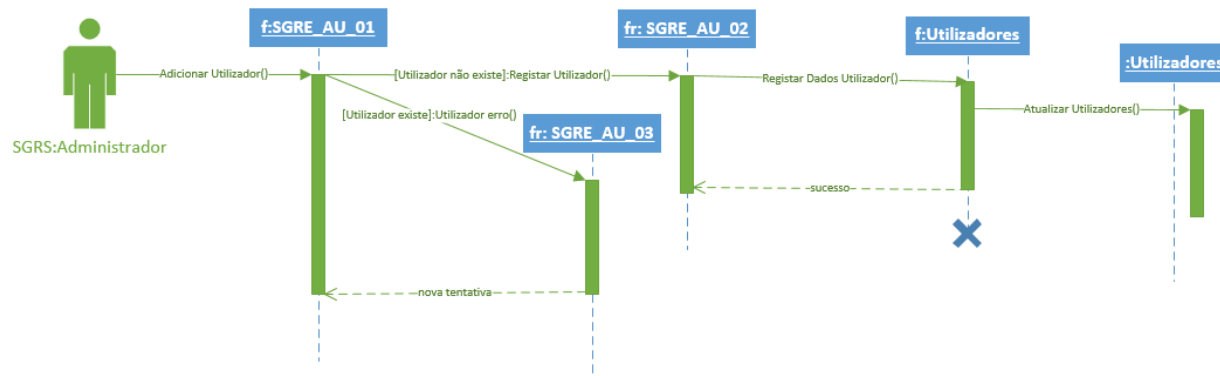 f:SGRE_AU_01
fr: SGRE_AU_02
f:Utilizadores
:Utilizadores
Adicionar Utilizador()
[Utilizador não existe]:Registar Utilizador()
Registar Dados Utilizador()
Atualizar Utilizadores()
[Utilizador existe]:Utilizador erro()
fr: SGRE_AU_03
SGRS:Administrador
sucesso
nova tentativa